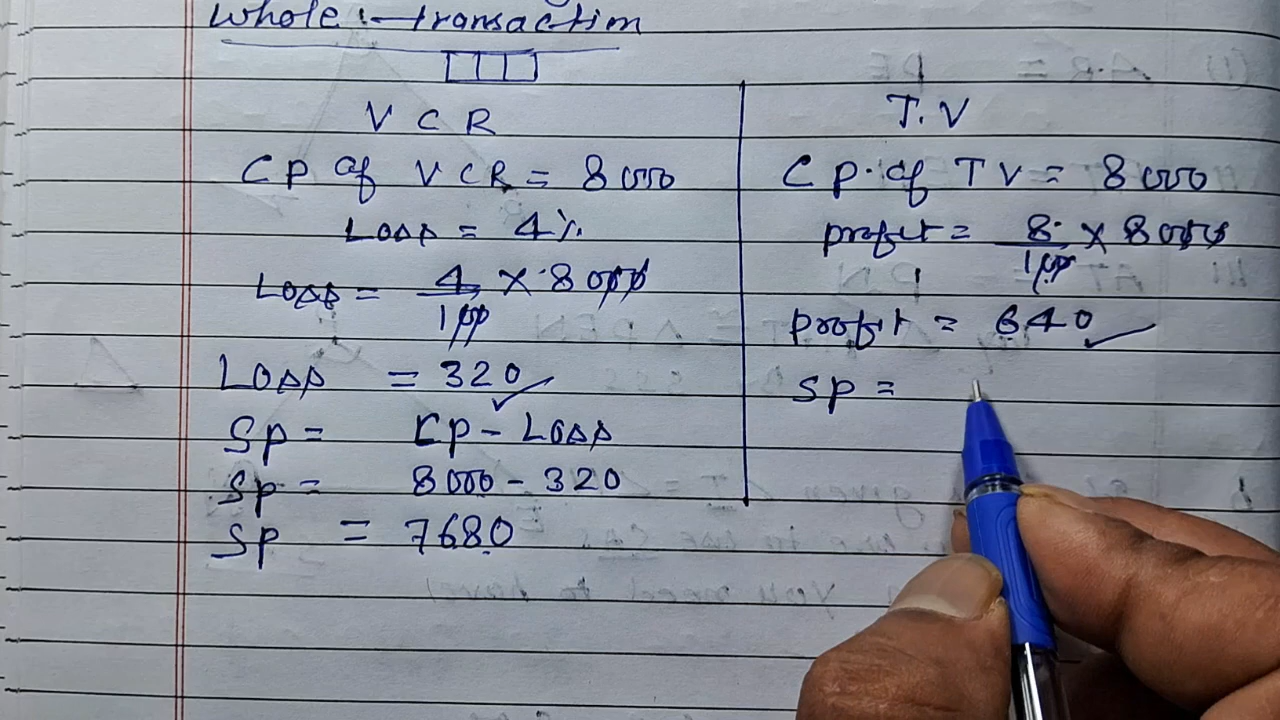 Whole :- transaction
V C R
CP of VCR = 8000
Loss = 4%
Loss = 4/100 × 8000
Loss = 320 ✓
SP = CP - Loss
SP = 8000 - 320
SP = 7680
T.V
CP. of TV = 8000
profit = 8/100 × 8000
profit = 640 ✓
SP =